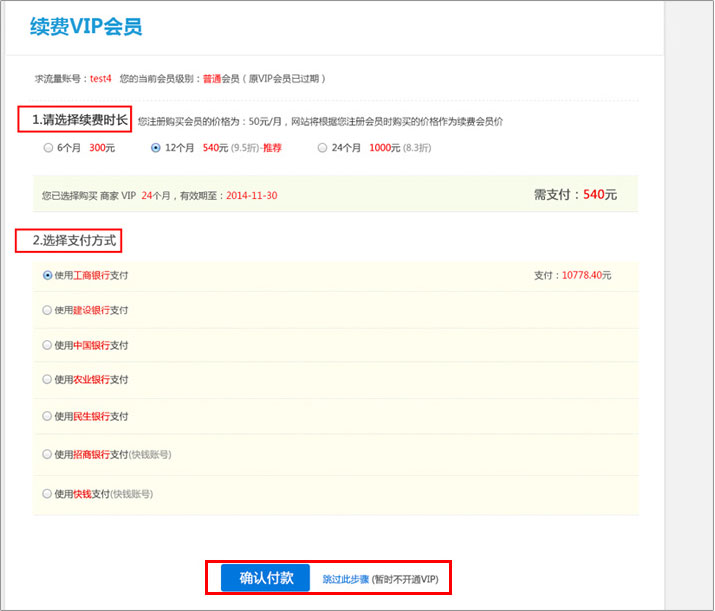 续费VIP会员
求流量账号：test4 您的当前会员级别：普通会员（原VIP会员已过期）
1.请选择续费时长 您注册购买会员的价格为：50元/月，网站将根据您注册会员时购买的价格作为续费会员价
6个月 300元 12个月 540元 (9.5折)-推荐 24个月 1000元 (8.3折)
您已选择购买 商家 VIP 24个月，有效期至：2014-11-30 需支付：540元
2.选择支付方式
使用工商银行支付 支付：10778.40元
使用建设银行支付
使用中国银行支付
使用农业银行支付
使用民生银行支付
使用招商银行支付(快钱账号)
使用快钱支付(快钱账号)
确认付款 跳过此步骤 (暂时不开通VIP)